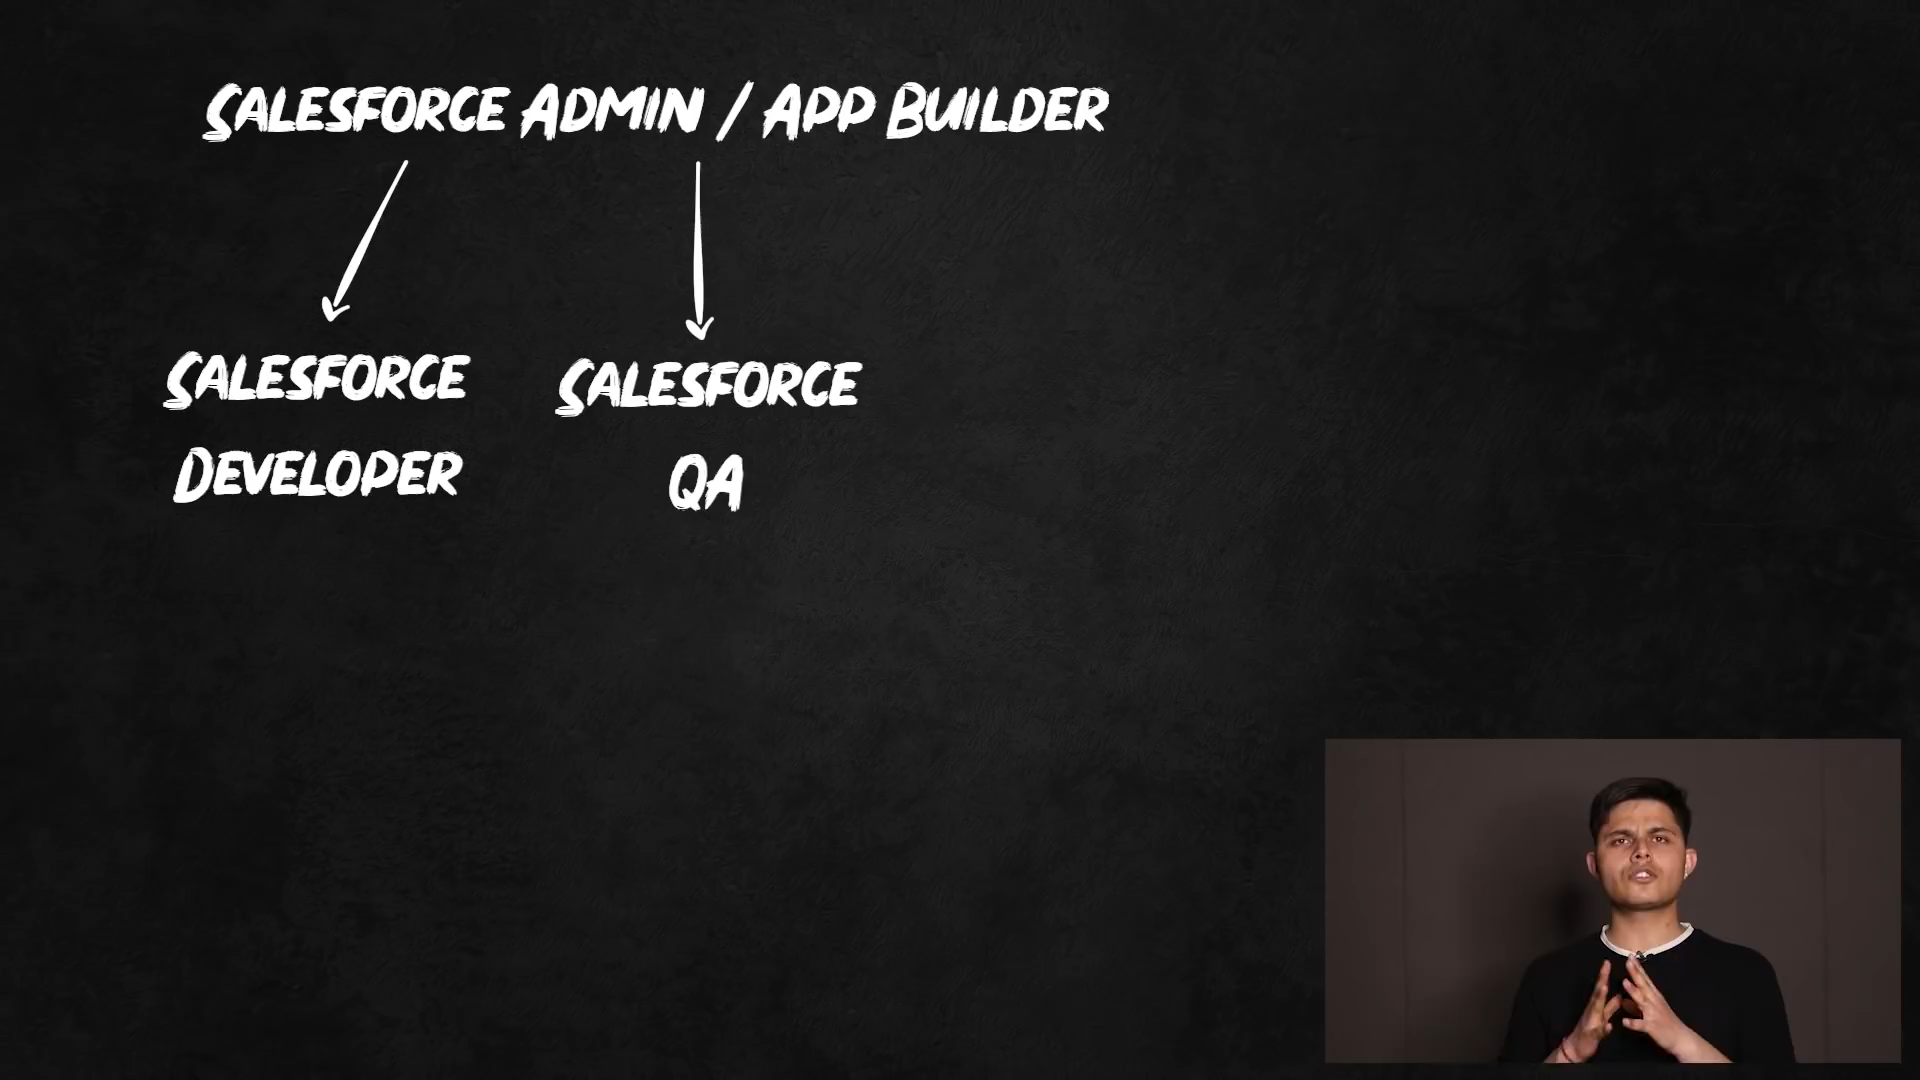 Salesforce Admin / App Builder
Salesforce
Developer
Salesforce
QA